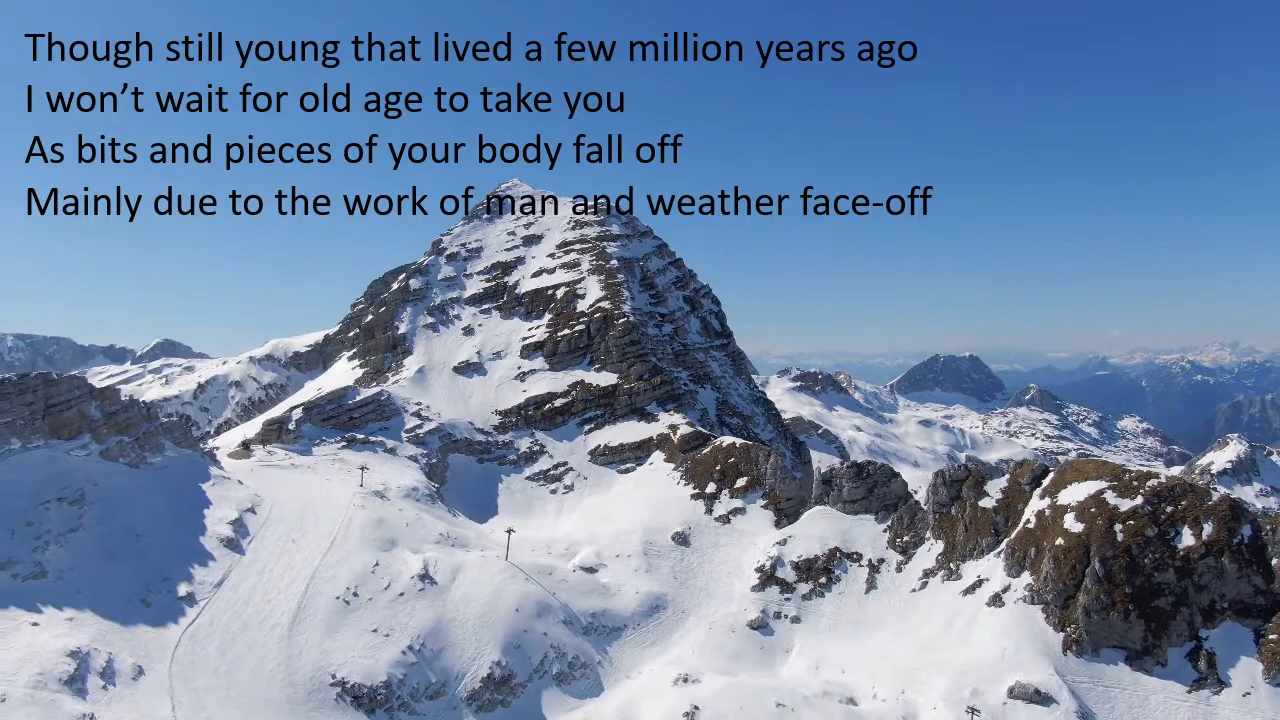 Though still young that lived a few million years ago
I won’t wait for old age to take you
As bits and pieces of your body fall off
Mainly due to the work of man and weather face-off